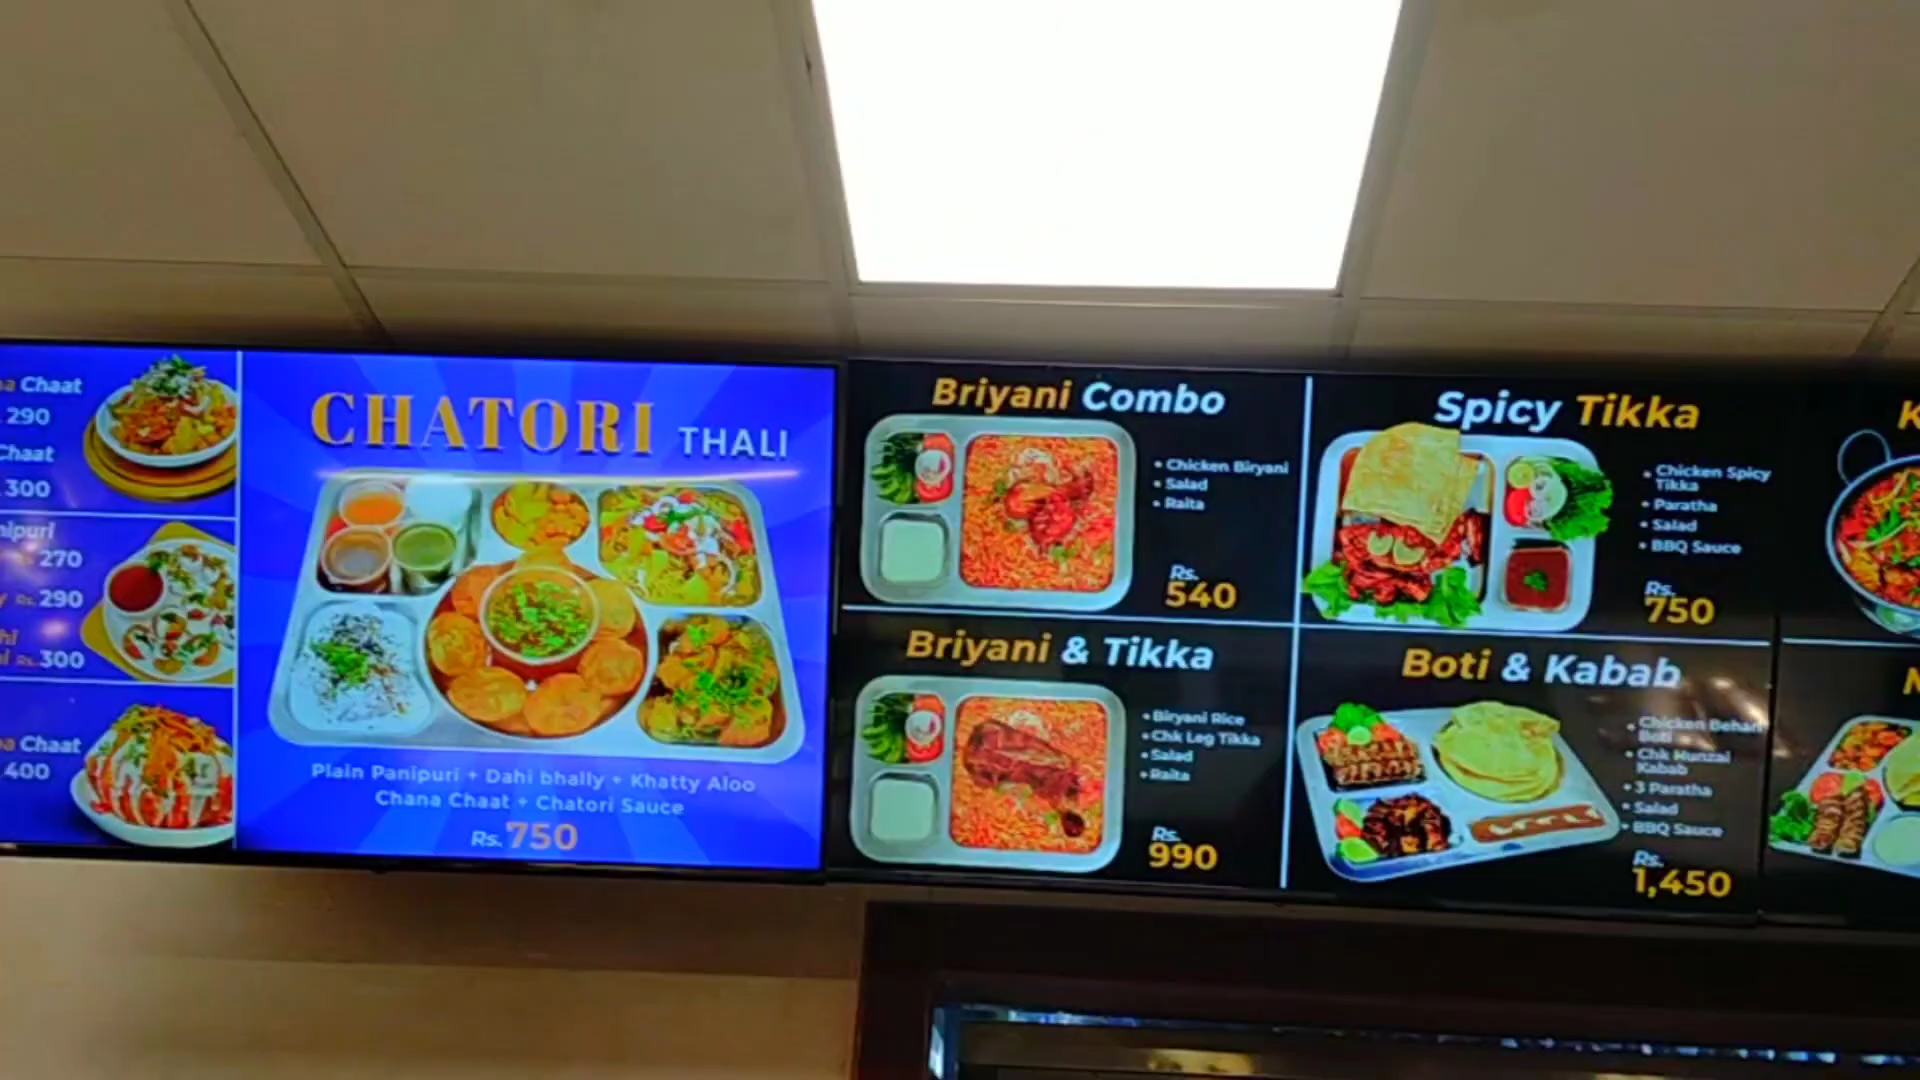 Chaat
290
Chaat
300
270
Rs. 290
Rs. 300
Chaat
400
CHATORI THALI
Plain Panipuri + Dahi bhally + Khatty Aloo
Chana Chaat + Chatori Sauce
Rs. 750
Briyani Combo
• Chicken Biryani
• Salad
• Raita
Rs.
540
Briyani & Tikka
• Biryani Rice
• Chk Leg Tikka
• Salad
• Raita
Rs.
990
Spicy Tikka
• Chicken Spicy
Tikka
• Paratha
• Salad
• BBQ Sauce
Rs.
750
Boti & Kabab
• Chicken Behari
Boti
• Chk Hunzai
Kabab
• 3 Paratha
• Salad
• BBQ Sauce
Rs.
1,450